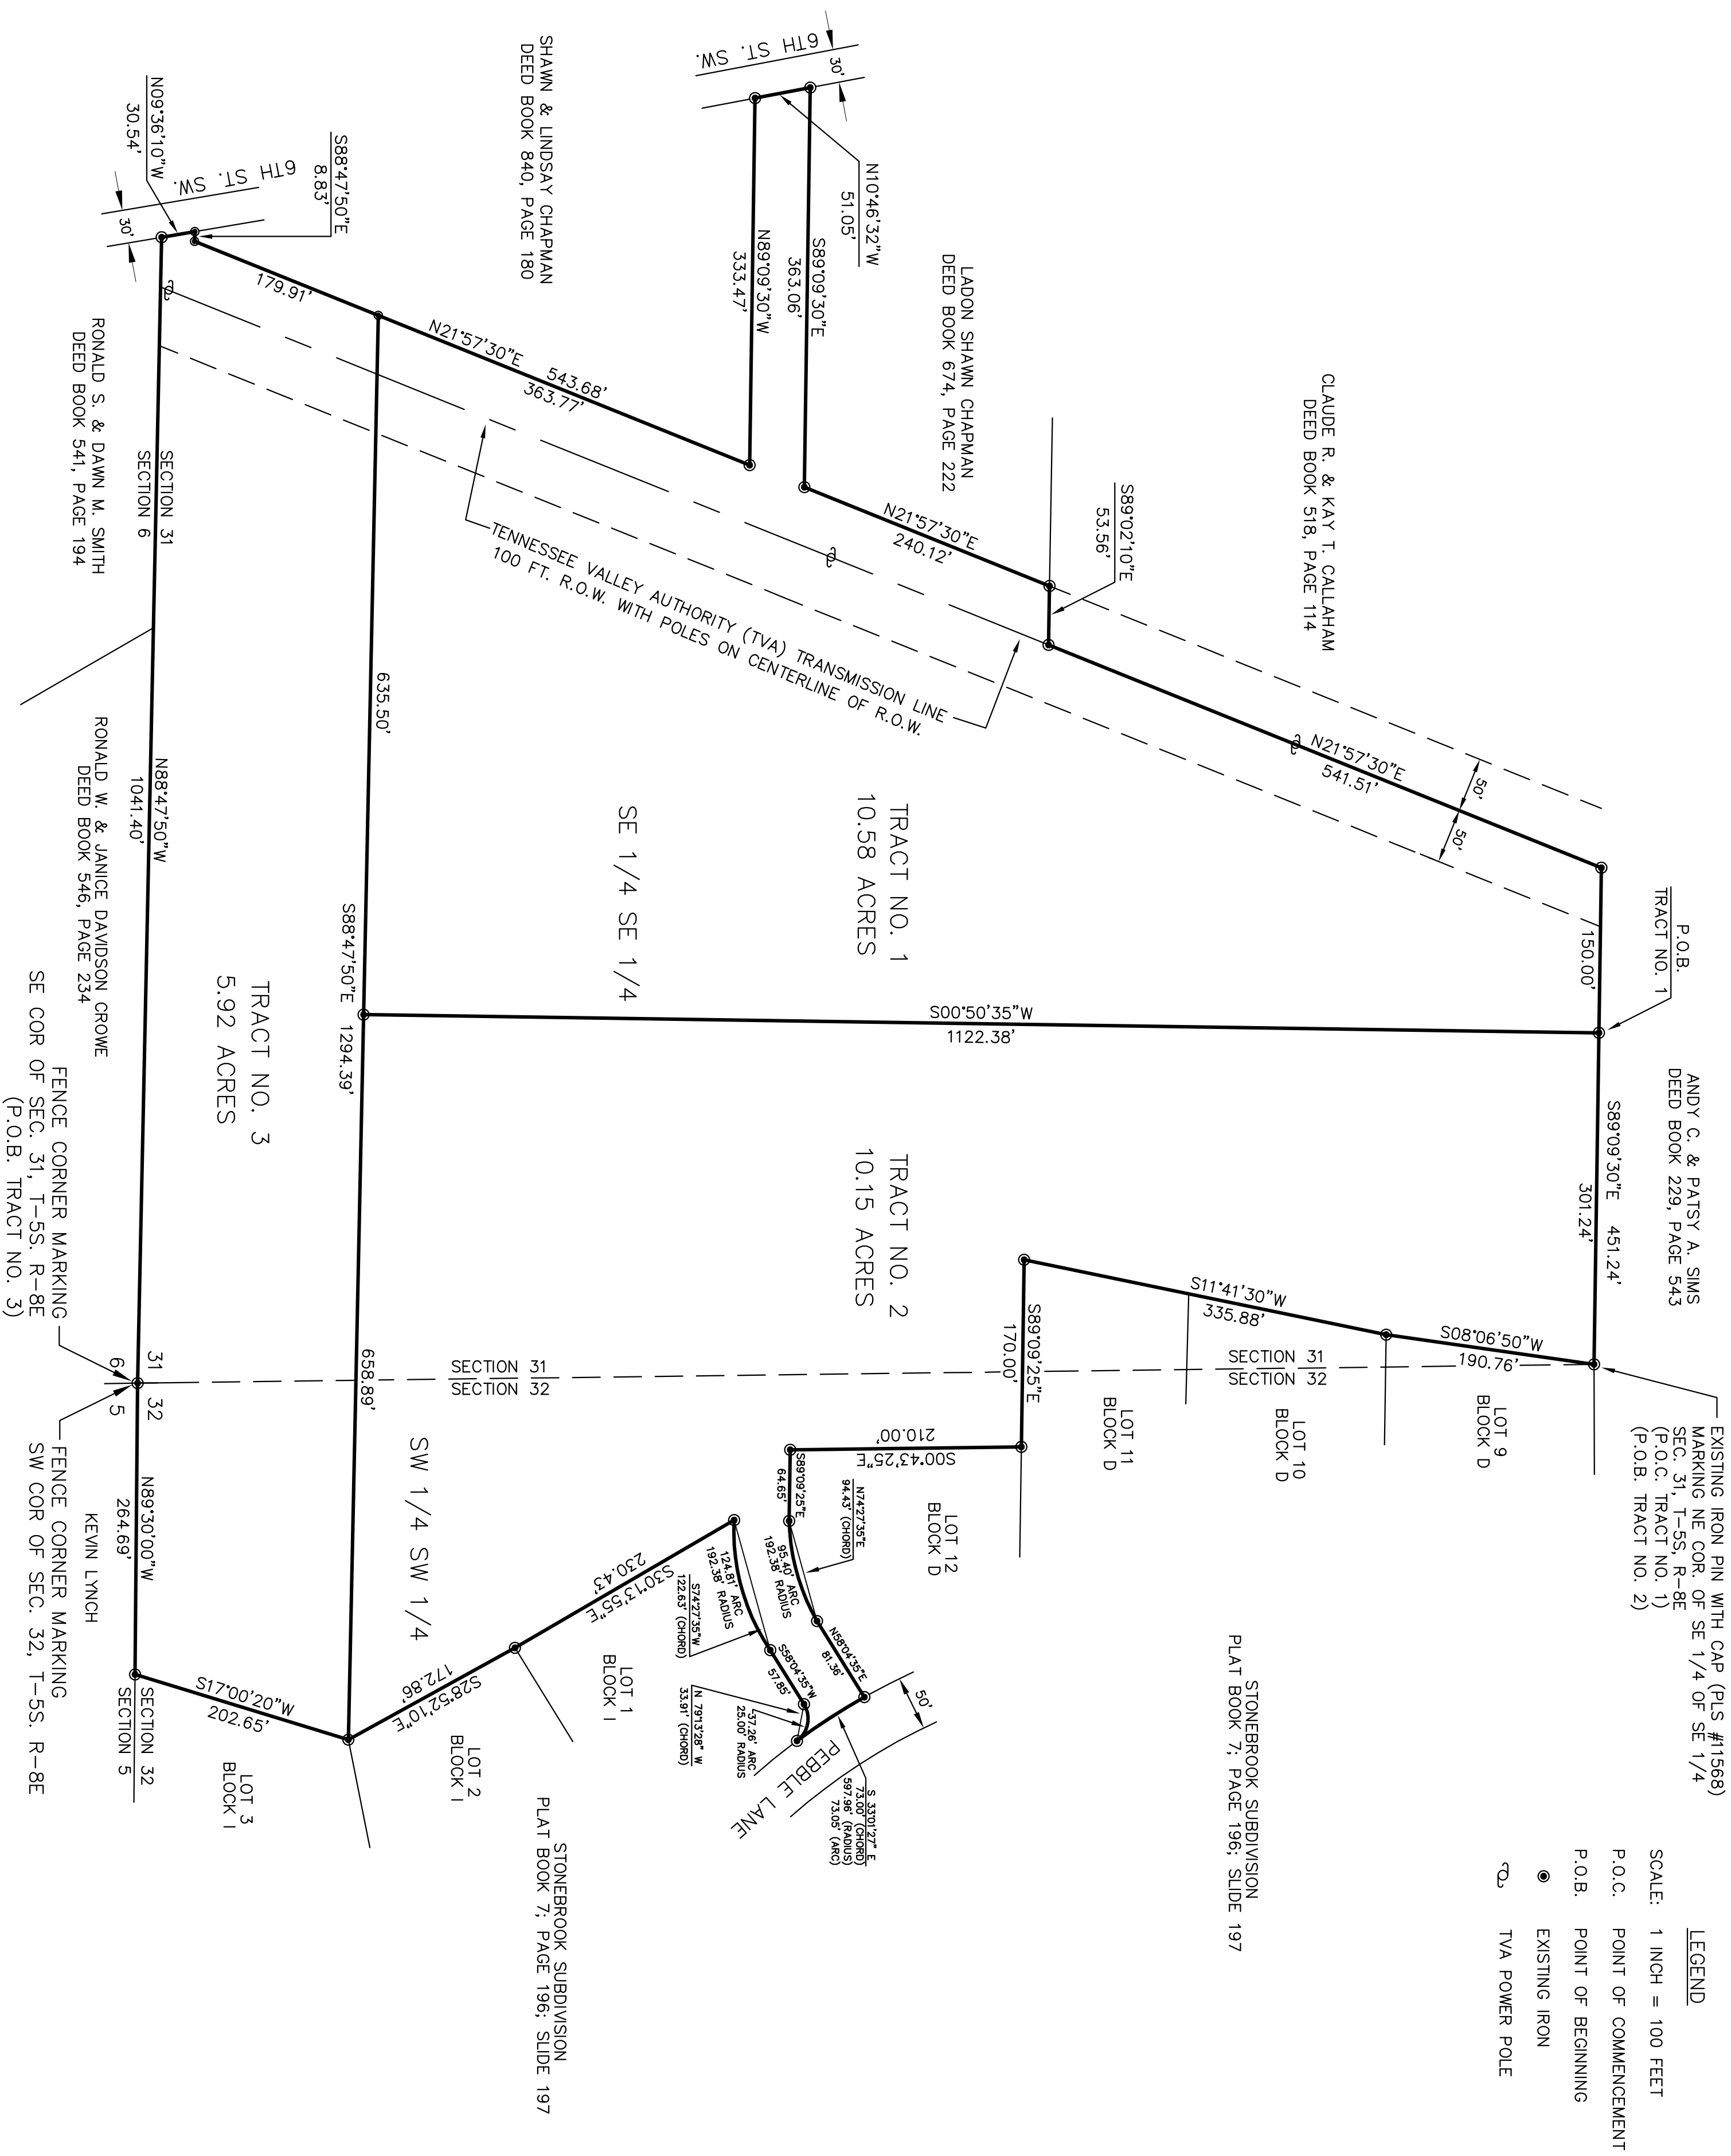 LEGEND
SCALE: 1 INCH = 100 FEET
P.O.C. POINT OF COMMENCEMENT
P.O.B. POINT OF BEGINNING
EXISTING IRON
TVA POWER POLE
P.O.B.
TRACT NO. 1
ANDY C. & PATSY A. SIMS
DEED BOOK 229, PAGE 543
EXISTING IRON PIN WITH CAP (PLS #11568)
MARKING NE COR. OF SE 1/4 OF SE 1/4
SEC. 31, T-5S, R-8E
(P.O.C. TRACT NO. 1)
(P.O.B. TRACT NO. 2)
150.00'
S89°09'30"E 451.24'
301.24'
CLAUDE R. & KAY T. CALLAHAM
DEED BOOK 518, PAGE 114
50'
50'
N21°57'30"E
541.51'
S08°06'50"W
190.76'
LOT 9
BLOCK D
SECTION 31
SECTION 32
LOT 10
BLOCK D
S11°41'30"W
335.88'
LOT 11
BLOCK D
STONEBROOK SUBDIVISION
PLAT BOOK 7; PAGE 196; SLIDE 197
S89°02'10"E
53.56'
LADON SHAWN CHAPMAN
DEED BOOK 674, PAGE 222
N21°57'30"E
240.12'
S00°50'35"W
1122.38'
S89°09'25"E
170.00'
LOT 12
BLOCK D
S00°43'25"E
210.00'
TRACT NO. 1
10.58 ACRES
TRACT NO. 2
10.15 ACRES
6TH ST. SW.
30'
N10°46'32"W
51.05'
S89°09'30"E
363.06'
N89°09'30"W
333.47'
TENNESSEE VALLEY AUTHORITY (TVA) TRANSMISSION LINE
100 FT. R.O.W. WITH POLES ON CENTERLINE OF R.O.W.
S89°09'25"E
64.65'
N74°27'35"E
94.43' (CHORD)
95.40' ARC
192.38' RADIUS
N58°04'35"E
81.36'
50'
S 33°01'27" E
73.00' (CHORD)
597.96' (RADIUS)
73.05' (ARC)
PEBBLE LANE
124.81' ARC
192.38' RADIUS
S74°27'35"W
122.63' (CHORD)
S58°04'35"W
57.85'
37.26' ARC
25.00' RADIUS
N 79°13'28" W
33.91' (CHORD)
SHAWN & LINDSAY CHAPMAN
DEED BOOK 840, PAGE 180
SE 1/4 SE 1/4
S30°13'55"E
230.43'
LOT 1
BLOCK I
STONEBROOK SUBDIVISION
PLAT BOOK 7; PAGE 196; SLIDE 197
N21°57'30"E
543.68'
363.77'
SECTION 31
SECTION 32
SW 1/4 SW 1/4
S28°52'10"E
172.86'
LOT 2
BLOCK I
635.50'
S88°47'50"E 1294.39'
658.89'
S88°47'50"E
8.83'
179.91'
6TH ST. SW.
30'
N09°36'10"W
30.54'
TRACT NO. 3
5.92 ACRES
S17°00'20"W
202.65'
LOT 3
BLOCK I
SECTION 31
SECTION 6
N88°47'50"W
1041.40'
31
32
6
5
N89°30'00"W
264.69'
SECTION 32
SECTION 5
RONALD S. & DAWN M. SMITH
DEED BOOK 541, PAGE 194
RONALD W. & JANICE DAVIDSON CROWE
DEED BOOK 546, PAGE 234
KEVIN LYNCH
FENCE CORNER MARKING
SE COR OF SEC. 31, T-5S. R-8E
(P.O.B. TRACT NO. 3)
FENCE CORNER MARKING
SW COR OF SEC. 32, T-5S. R-8E